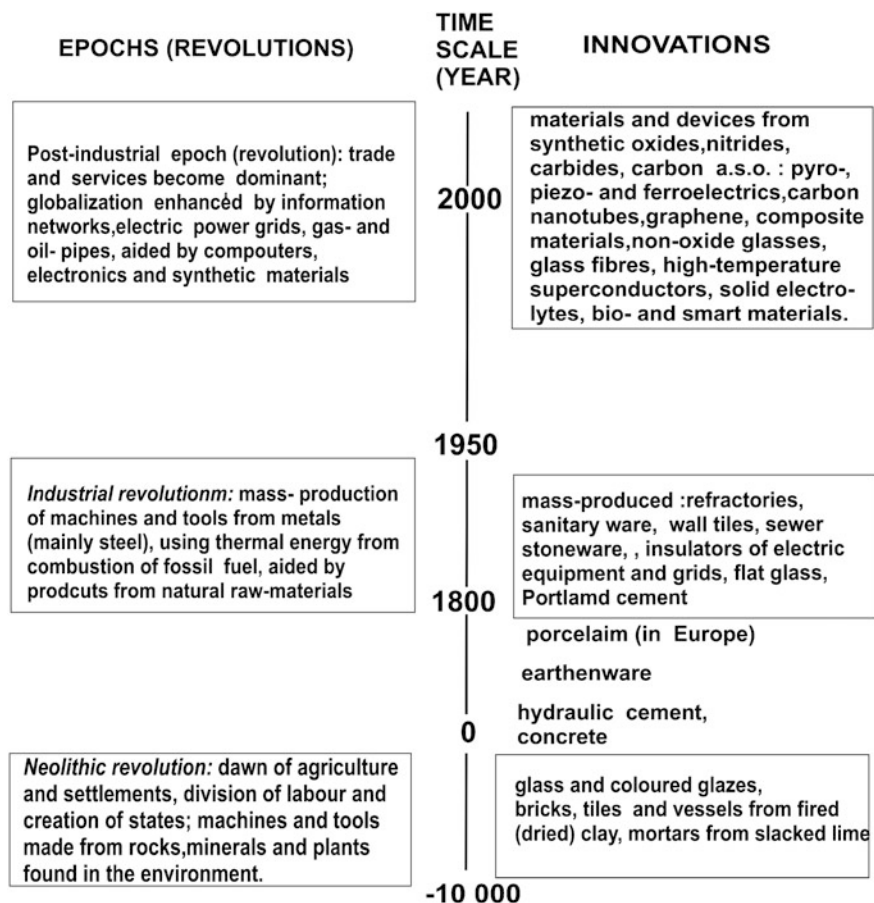 EPOCHS (REVOLUTIONS)
TIME
SCALE
(YEAR)
INNOVATIONS
Post-industrial epoch (revolution): trade
and services become dominant;
globalization enhanced by information
networks,electric power grids, gas- and
oil- pipes, aided by compouters,
electronics and synthetic materials
2000
materials and devices from
synthetic oxides,nitrides,
carbides, carbon a.s.o. : pyro-,
piezo- and ferroelectrics,carbon
nanotubes,graphene, composite
materials,non-oxide glasses,
glass fibres, high-temperature
superconductors, solid electro-
lytes, bio- and smart materials.
1950
Industrial revolutionm: mass- production
of machines and tools from metals
(mainly steel), using thermal energy from
combustion of fossil fuel, aided by
prodcuts from natural raw-materials
1800
mass-produced :refractories,
sanitary ware, wall tiles, sewer
stoneware, , insulators of electric
equipment and grids, flat glass,
Portlamd cement
porcelaim (in Europe)
earthenware
hydraulic cement,
concrete
0
Neolithic revolution: dawn of agriculture
and settlements, division of labour and
creation of states; machines and tools
made from rocks,minerals and plants
found in the environment.
glass and coloured glazes,
bricks, tiles and vessels from fired
(dried) clay, mortars from slacked lime
-10 000